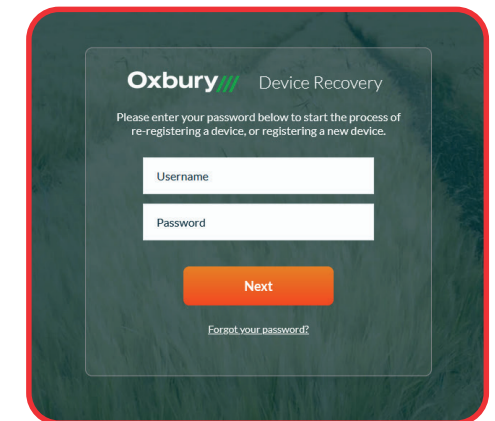 Oxbury/// Device Recovery
Please enter your password below to start the process of
re-registering a device, or registering a new device.
Username
Password
Next
Forgot your password?